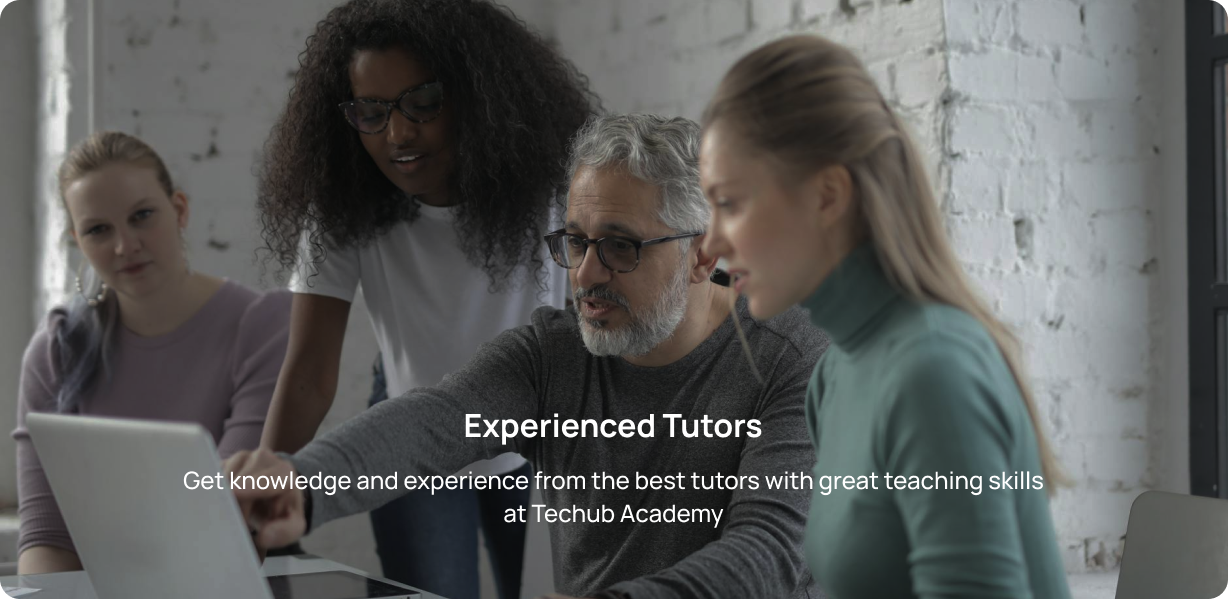 Experienced Tutors
Get knowledge and experience from the best tutors with great teaching skills
at Techub Academy